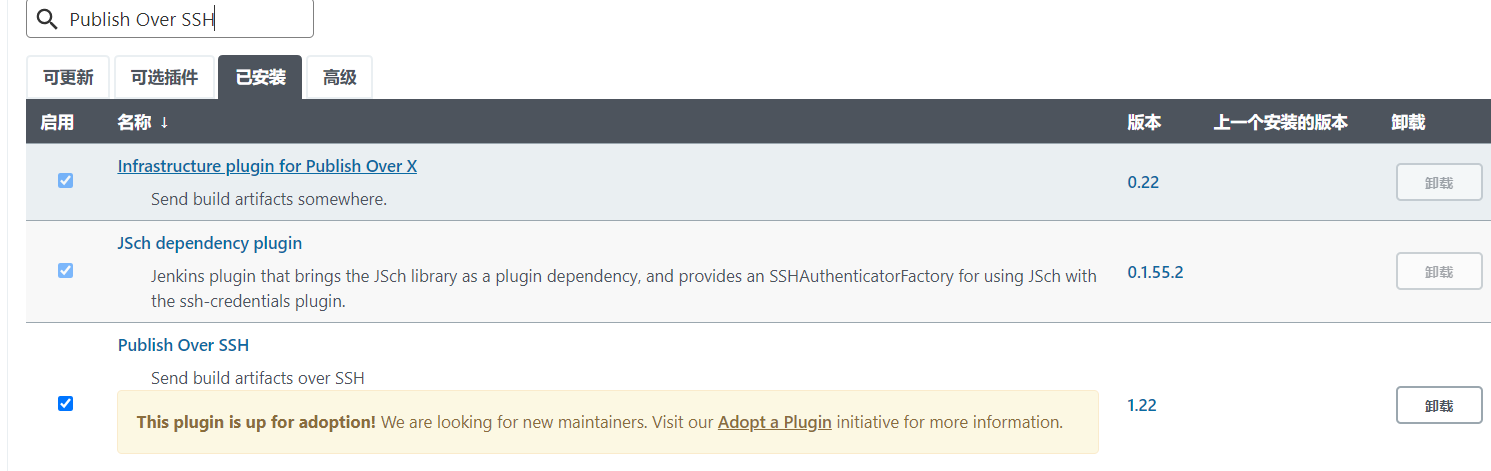 Publish Over SSH
可更新 可选插件 已安装 高级
启用 名称 ↓ 版本 上一个安装的版本 卸载
Infrastructure plugin for Publish Over X
Send build artifacts somewhere.
0.22 卸载
JSch dependency plugin
Jenkins plugin that brings the JSch library as a plugin dependency, and provides an SSHAuthenticatorFactory for using JSch with
the ssh-credentials plugin.
0.1.55.2 卸载
Publish Over SSH
Send build artifacts over SSH
This plugin is up for adoption! We are looking for new maintainers. Visit our Adopt a Plugin initiative for more information.
1.22 卸载